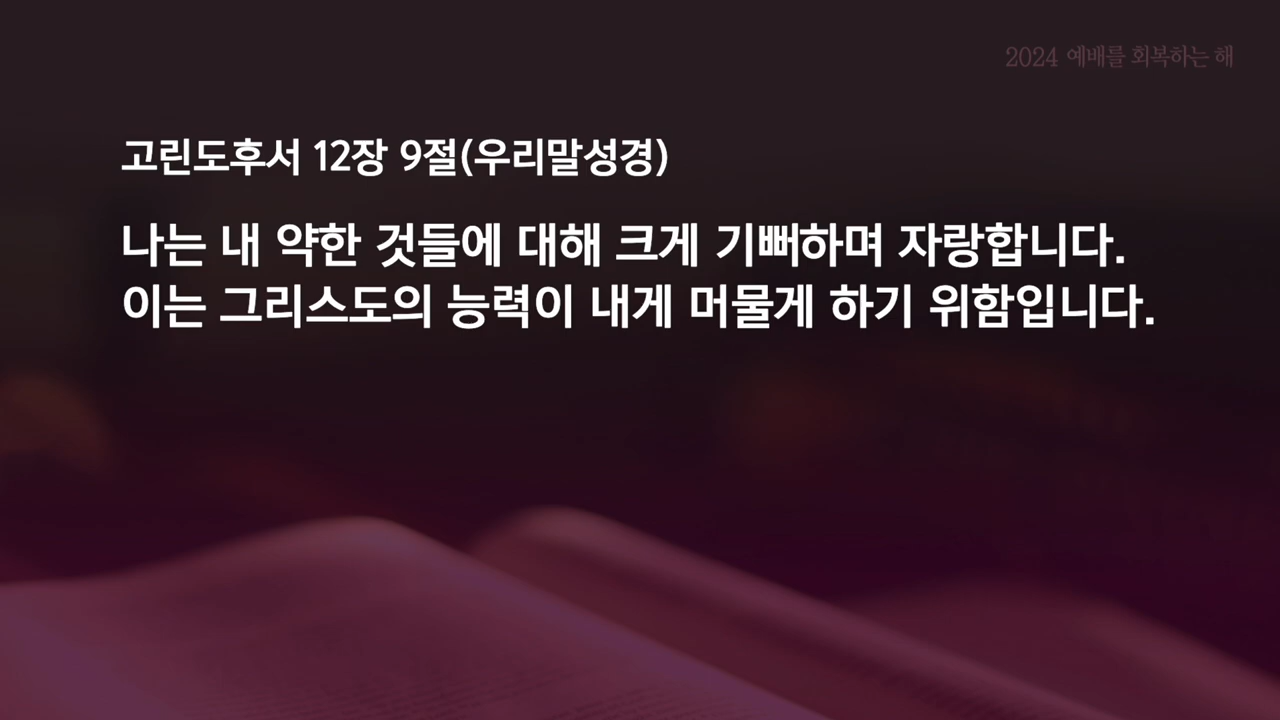 2024 예배를 회복하는 해
고린도후서 12장 9절(우리말성경)
나는 내 약한 것들에 대해 크게 기뻐하며 자랑합니다.
이는 그리스도의 능력이 내게 머물게 하기 위함입니다.